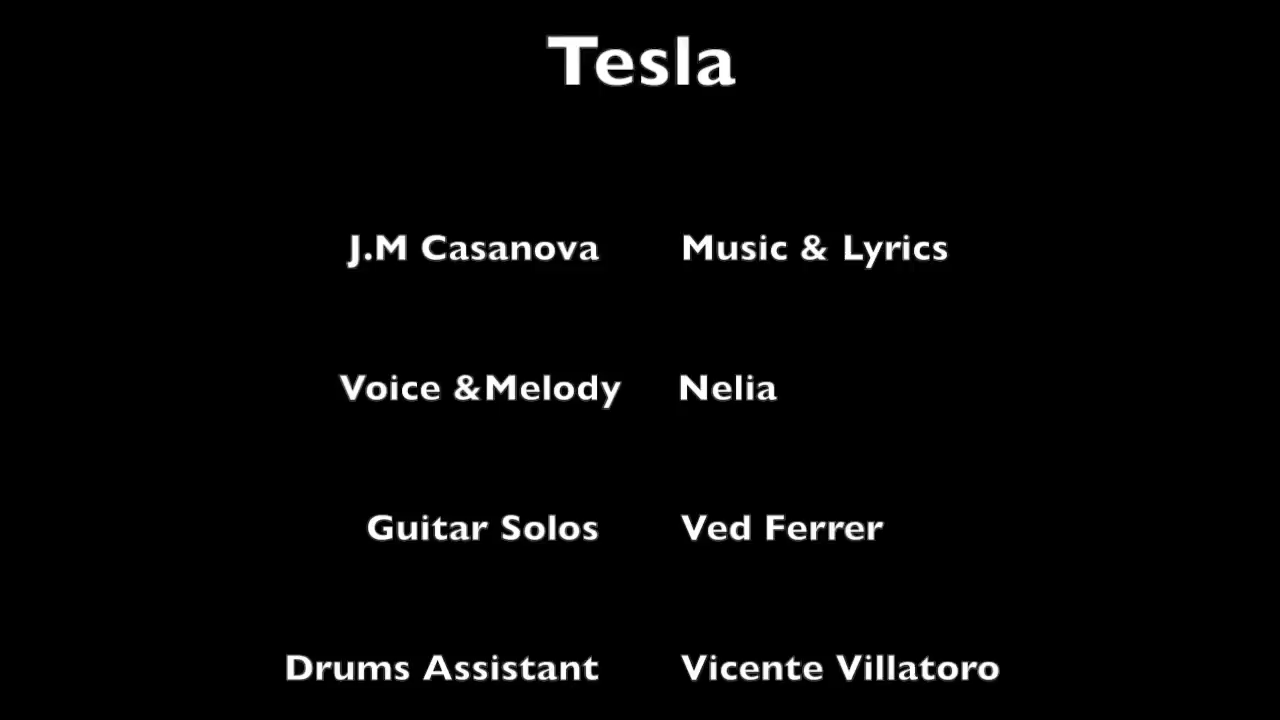 Tesla
J.M Casanova Music & Lyrics
Voice &Melody Nelia
Guitar Solos Ved Ferrer
Drums Assistant Vicente Villatoro